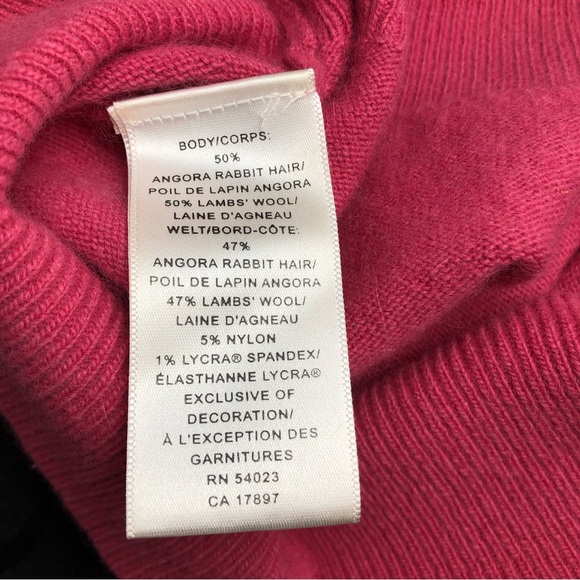 BODY/CORPS:
50%
ANGORA RABBIT HAIR/
POIL DE LAPIN ANGORA
50% LAMBS' WOOL/
LAINE D'AGNEAU
WELT/BORD-CÔTE:
47%
ANGORA RABBIT HAIR/
POIL DE LAPIN ANGORA
47% LAMBS' WOOL/
LAINE D'AGNEAU
5% NYLON
1% LYCRA® SPANDEX/
ÉLASTHANNE LYCRA®
EXCLUSIVE OF
DECORATION/
À L'EXCEPTION DES
GARNITURES
RN 54023
CA 17897